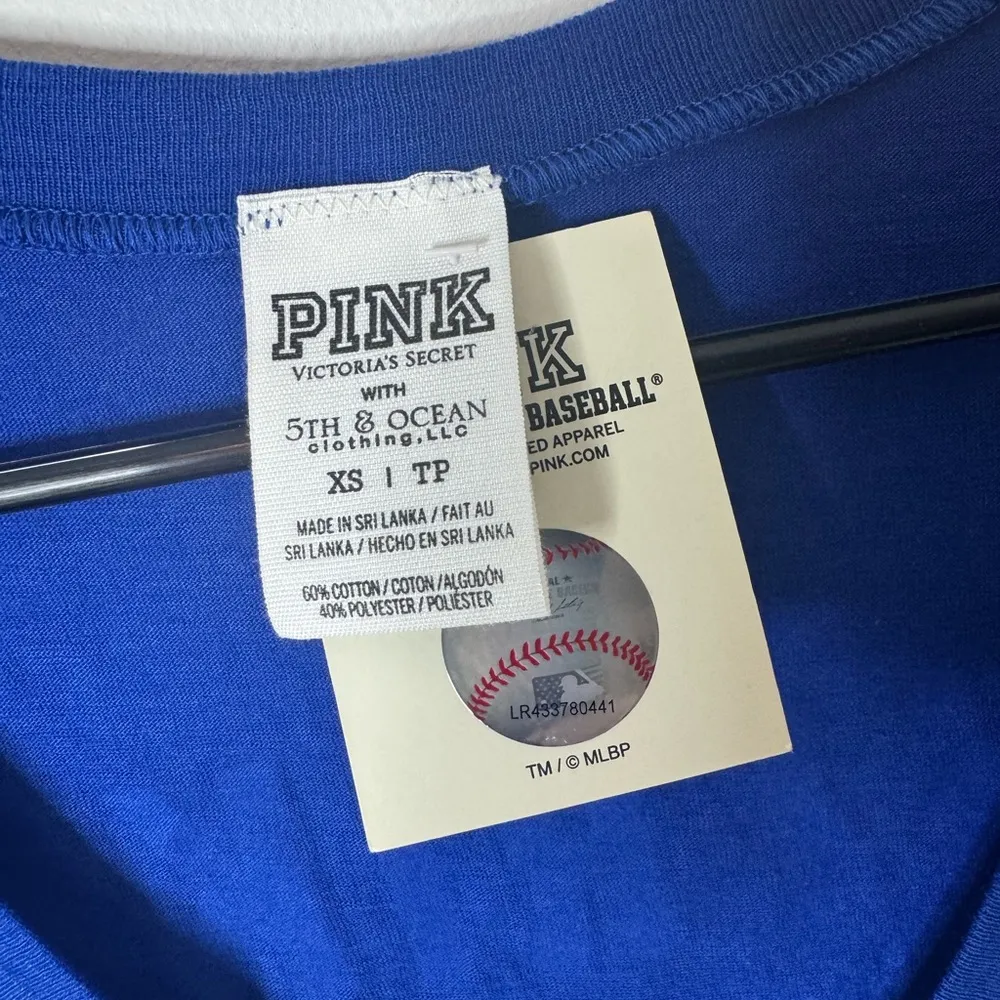 PINK
VICTORIA'S SECRET
WITH
5TH & OCEAN
clothing, LLC
XS | TP
MADE IN SRI LANKA / FAIT AU
SRI LANKA / HECHO EN SRI LANKA
60% COTTON / COTON / ALGODÓN
40% POLYESTER / POLIÉSTER
K
BASEBALL®
ED APPAREL
PINK.COM
LR433780441
TM / © MLBP